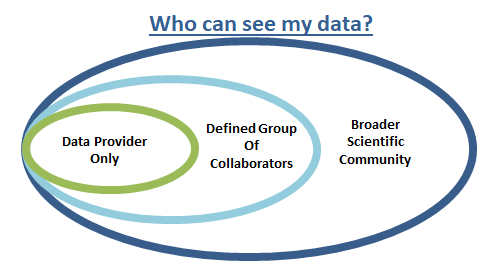 Who can see my data?
Data Provider
Only
Defined Group
Of
Collaborators
Broader
Scientific
Community